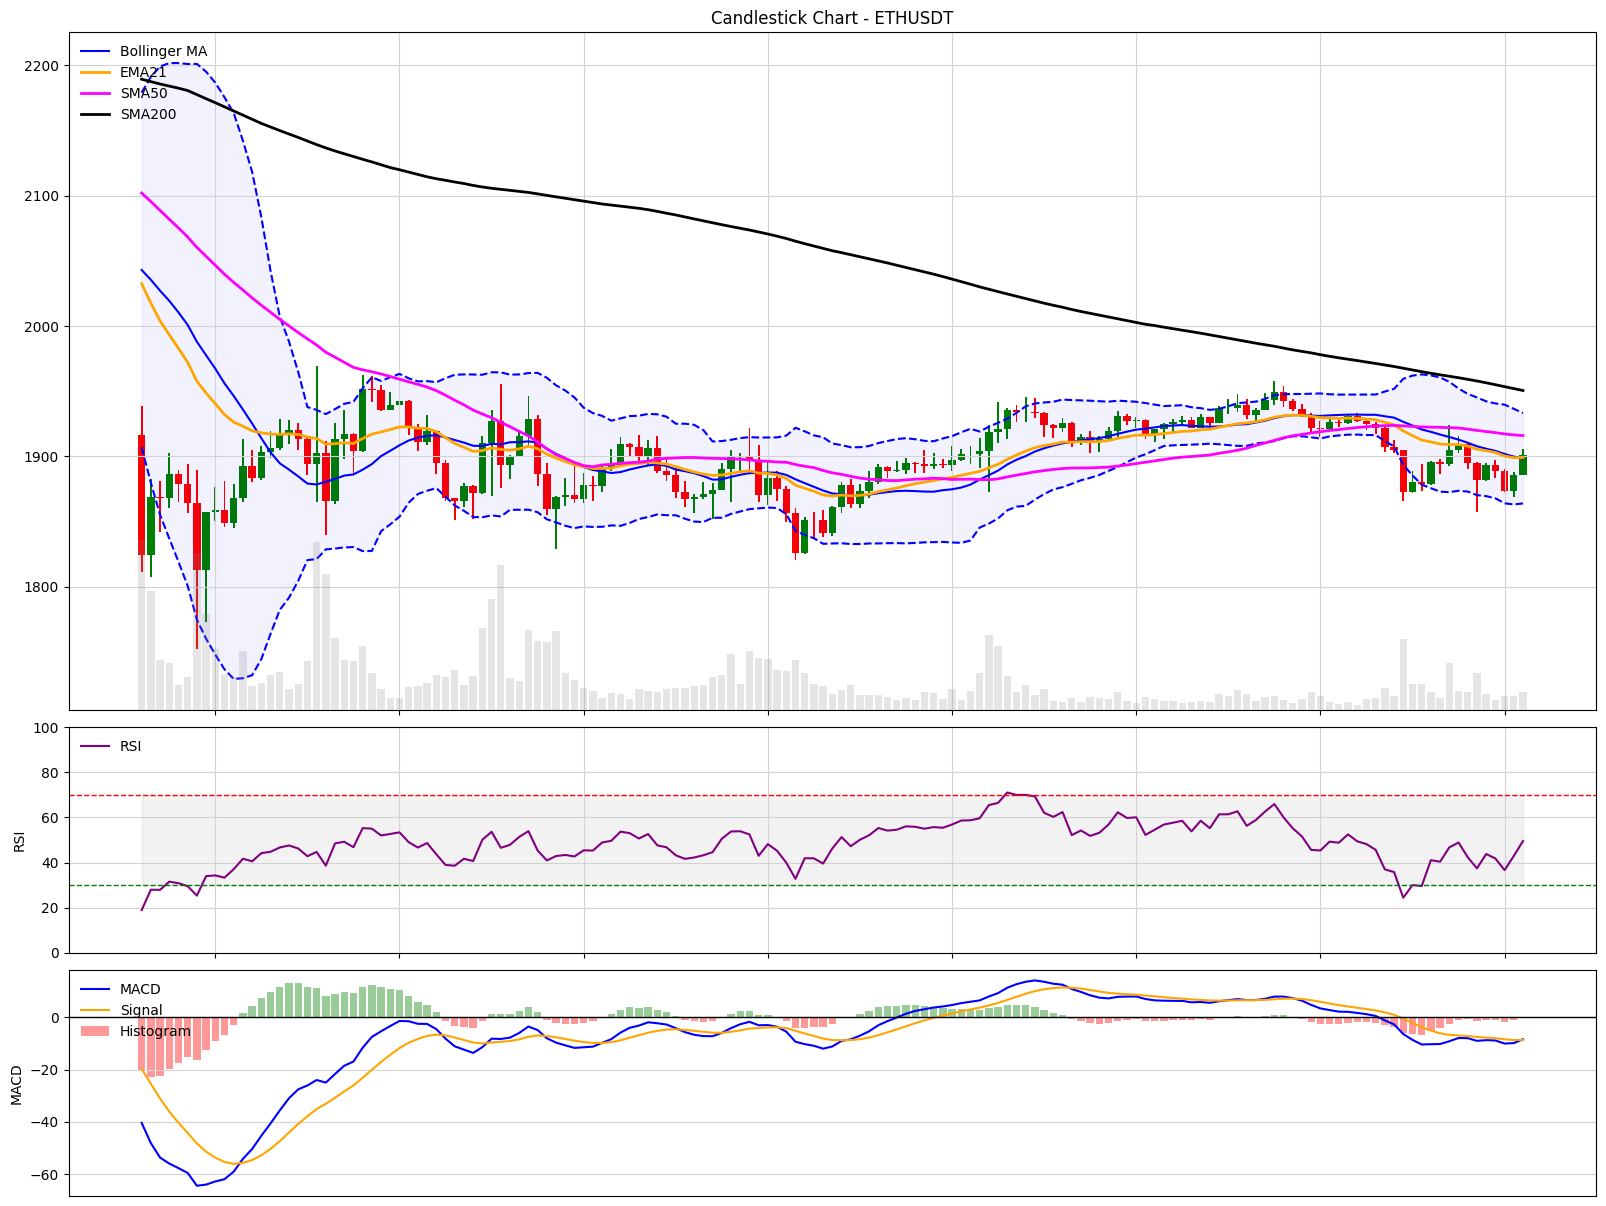 Candlestick Chart - ETHUSDT
Bollinger MA
EMA21
SMA50
SMA200
2200
2100
2000
1900
1800
RSI
100
80
60
40
20
0
RSI
MACD
Signal
Histogram
0
−20
−40
−60
MACD